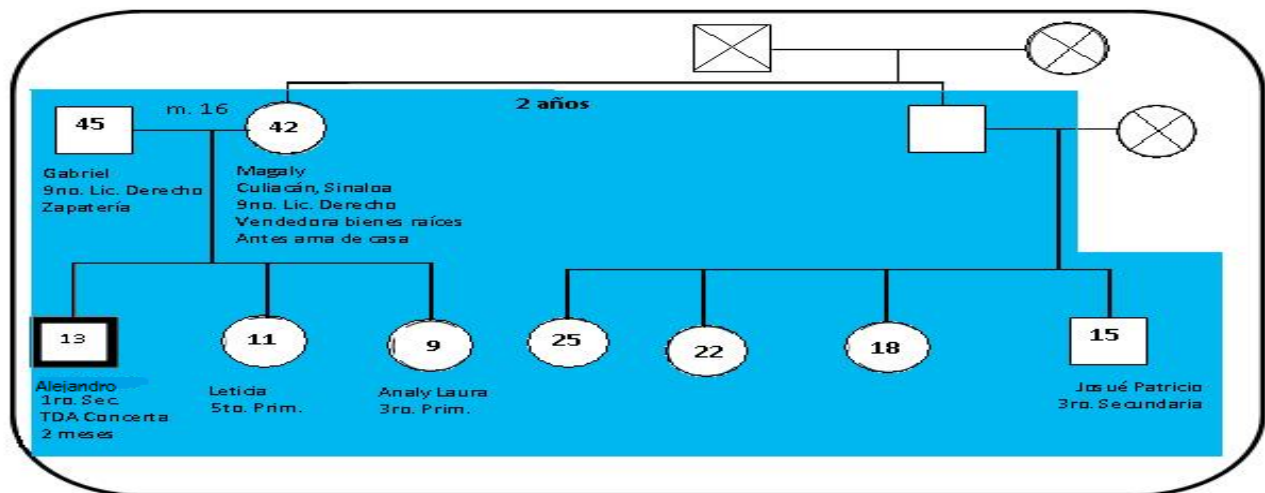 m. 16
2 años
45
42
Gabriel
9no. Lic. Derecho
Zapatería
Magaly
Culiacán, Sinaloa
9no. Lic. Derecho
Vendedora bienes raíces
Antes ama de casa
13
11
9
25
22
18
15
Alejandro
1ro. Sec.
TDA Concerta
2 meses
Leticia
5to. Prim.
Analy Laura
3ro. Prim.
Josué Patricio
3ro. Secundaria